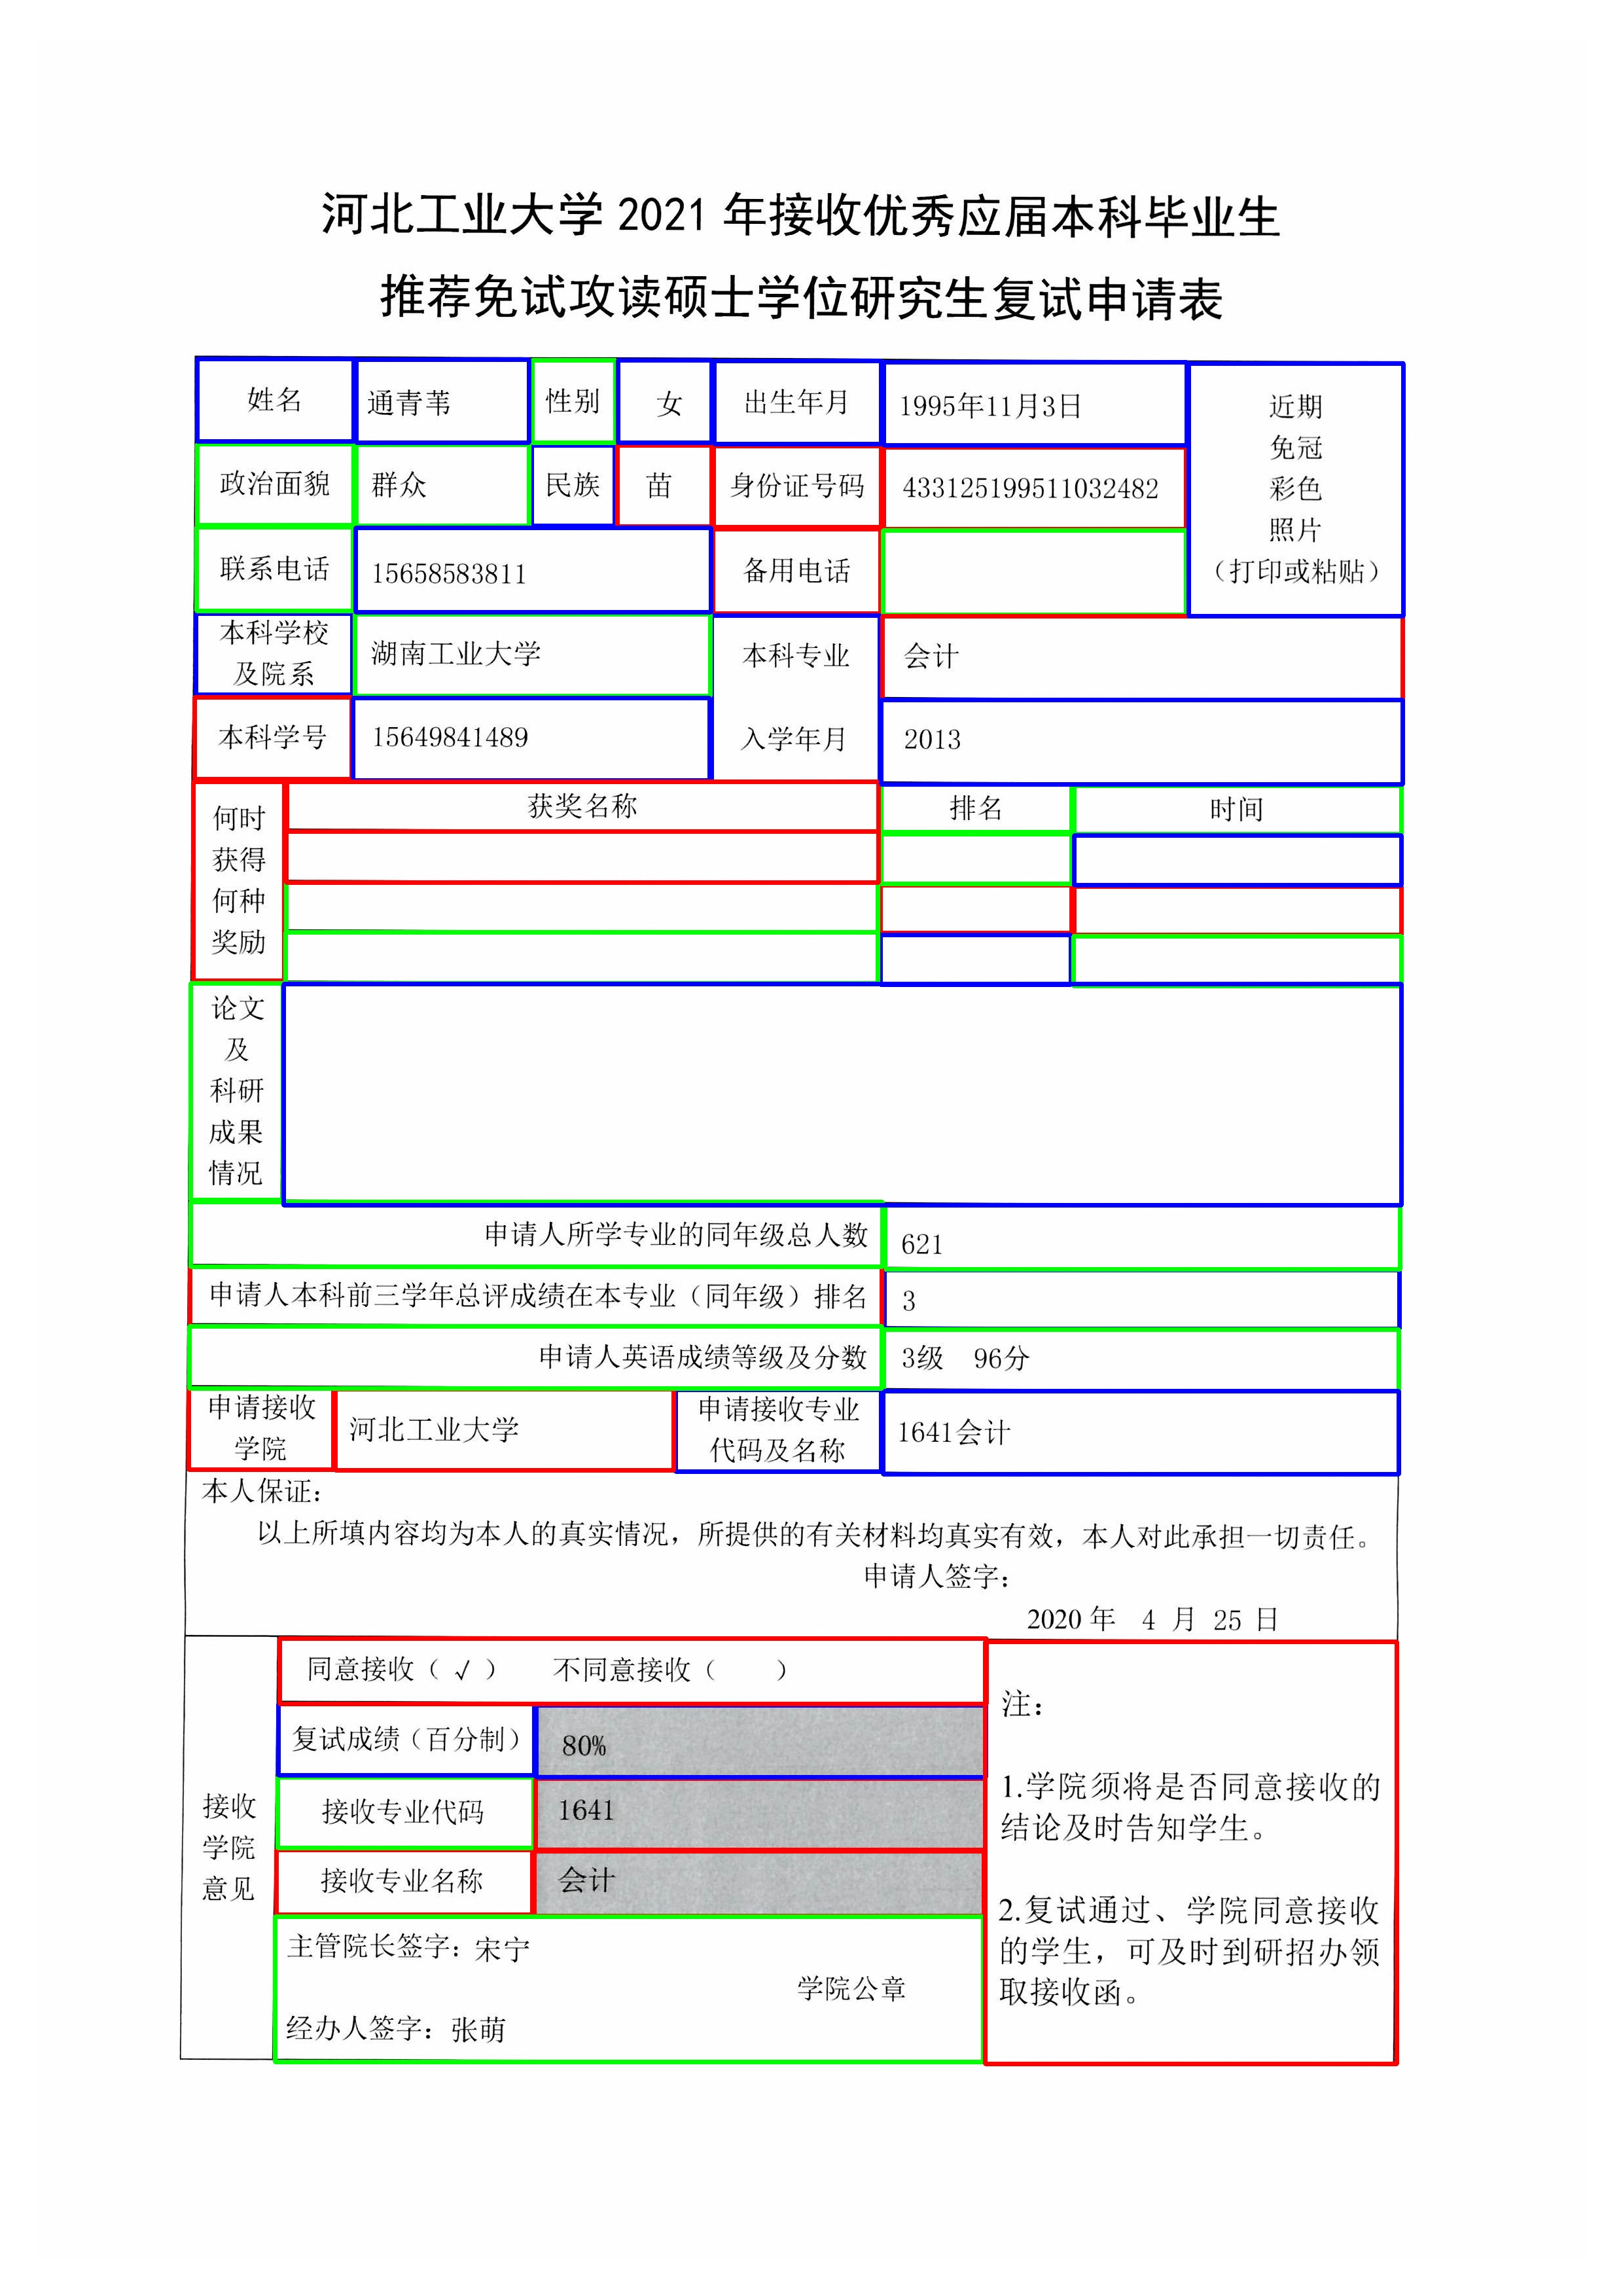 河北工业大学 2021 年接收优秀应届本科毕业生
推荐免试攻读硕士学位研究生复试申请表
姓名 通青苇 性别 女 出生年月 1995年11月3日
近期
免冠
彩色
照片
（打印或粘贴）
政治面貌 群众 民族 苗 身份证号码 433125199511032482
联系电话 15658583811 备用电话
本科学校
及院系
湖南工业大学 本科专业 会计
本科学号 15649841489 入学年月 2013
何时
获得
何种
奖励
获奖名称 排名 时间
论文
及
科研
成果
情况
申请人所学专业的同年级总人数 621
申请人本科前三学年总评成绩在本专业（同年级）排名 3
申请人英语成绩等级及分数 3级 96分
申请接收
学院
河北工业大学
申请接收专业
代码及名称
1641会计
本人保证：
以上所填内容均为本人的真实情况，所提供的有关材料均真实有效，本人对此承担一切责任。
申请人签字：
2020 年 4 月 25 日
接收
学院
意见
同意接收（ √ ） 不同意接收（ ）
复试成绩（百分制） 80%
接收专业代码 1641
接收专业名称 会计
主管院长签字：宋宁
学院公章
经办人签字：张萌
注：
1.学院须将是否同意接收的
结论及时告知学生。
2.复试通过、学院同意接收
的学生，可及时到研招办领
取接收函。